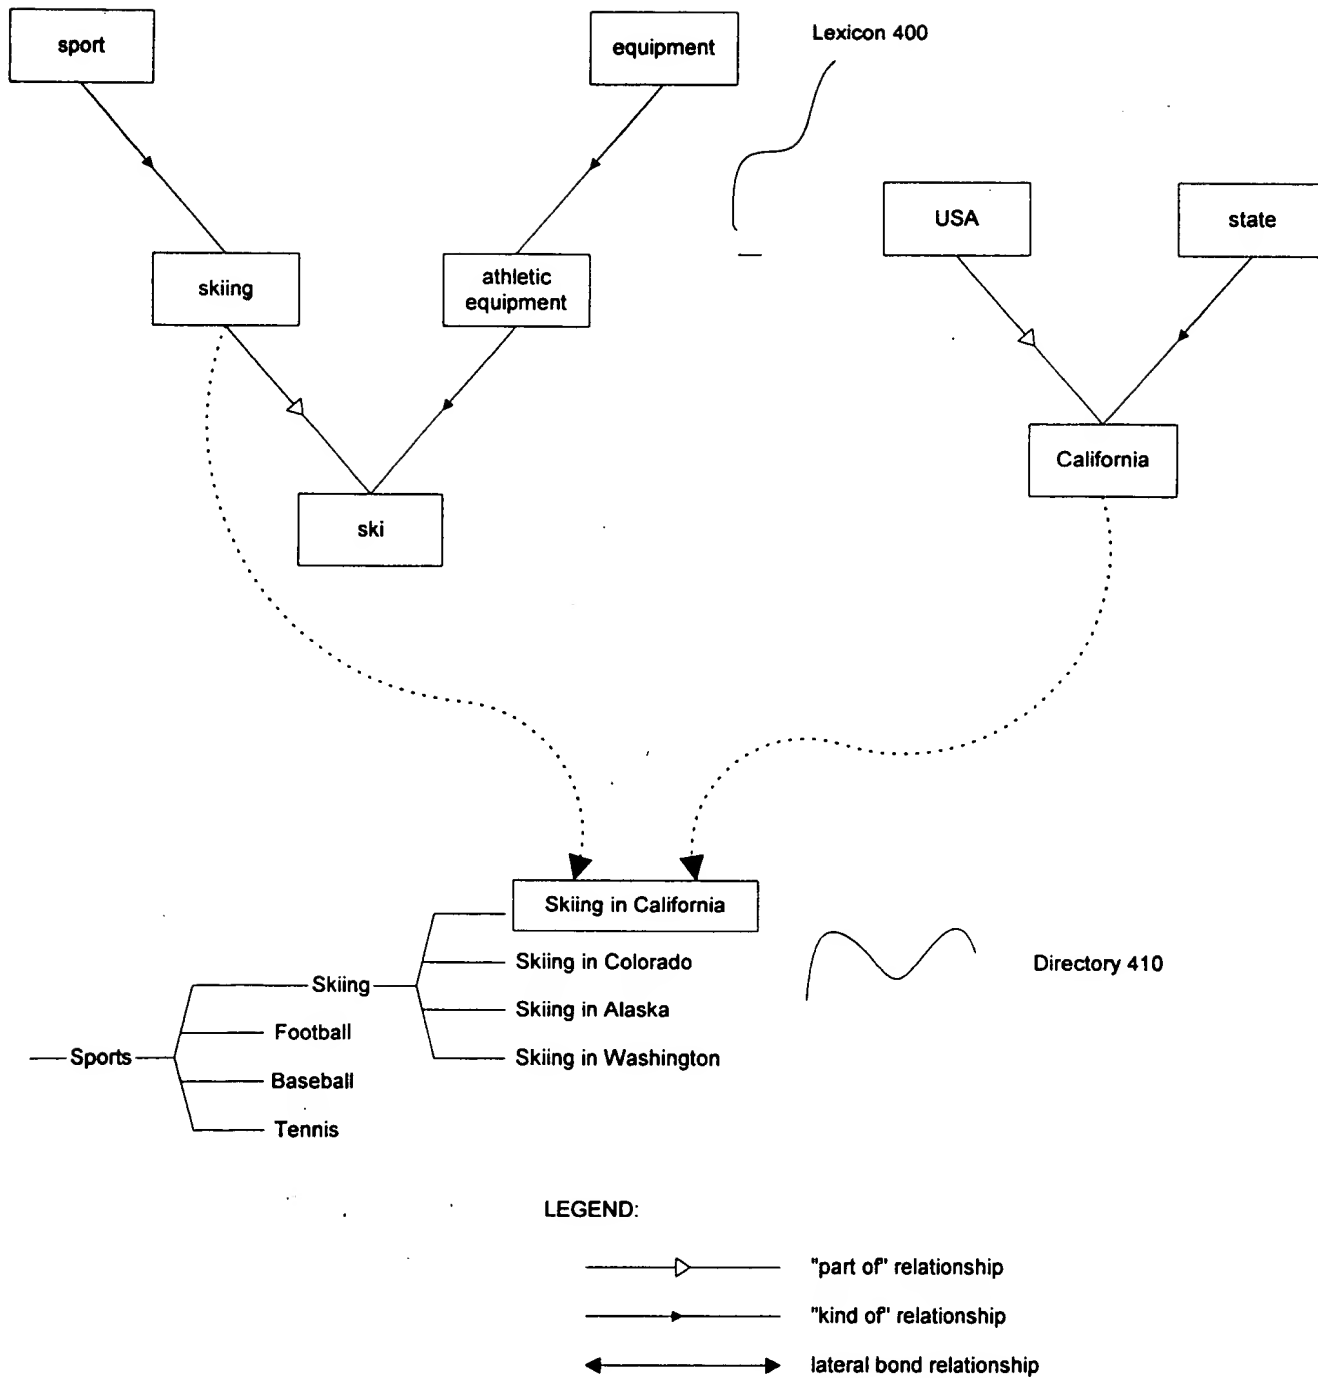 sport
equipment
Lexicon 400
USA
state
skiing
athletic
equipment
California
ski
Skiing in California
Skiing in Colorado
Directory 410
Skiing
Skiing in Alaska
Football
Sports
Skiing in Washington
Baseball
Tennis
LEGEND:
"part of" relationship
"kind of" relationship
lateral bond relationship